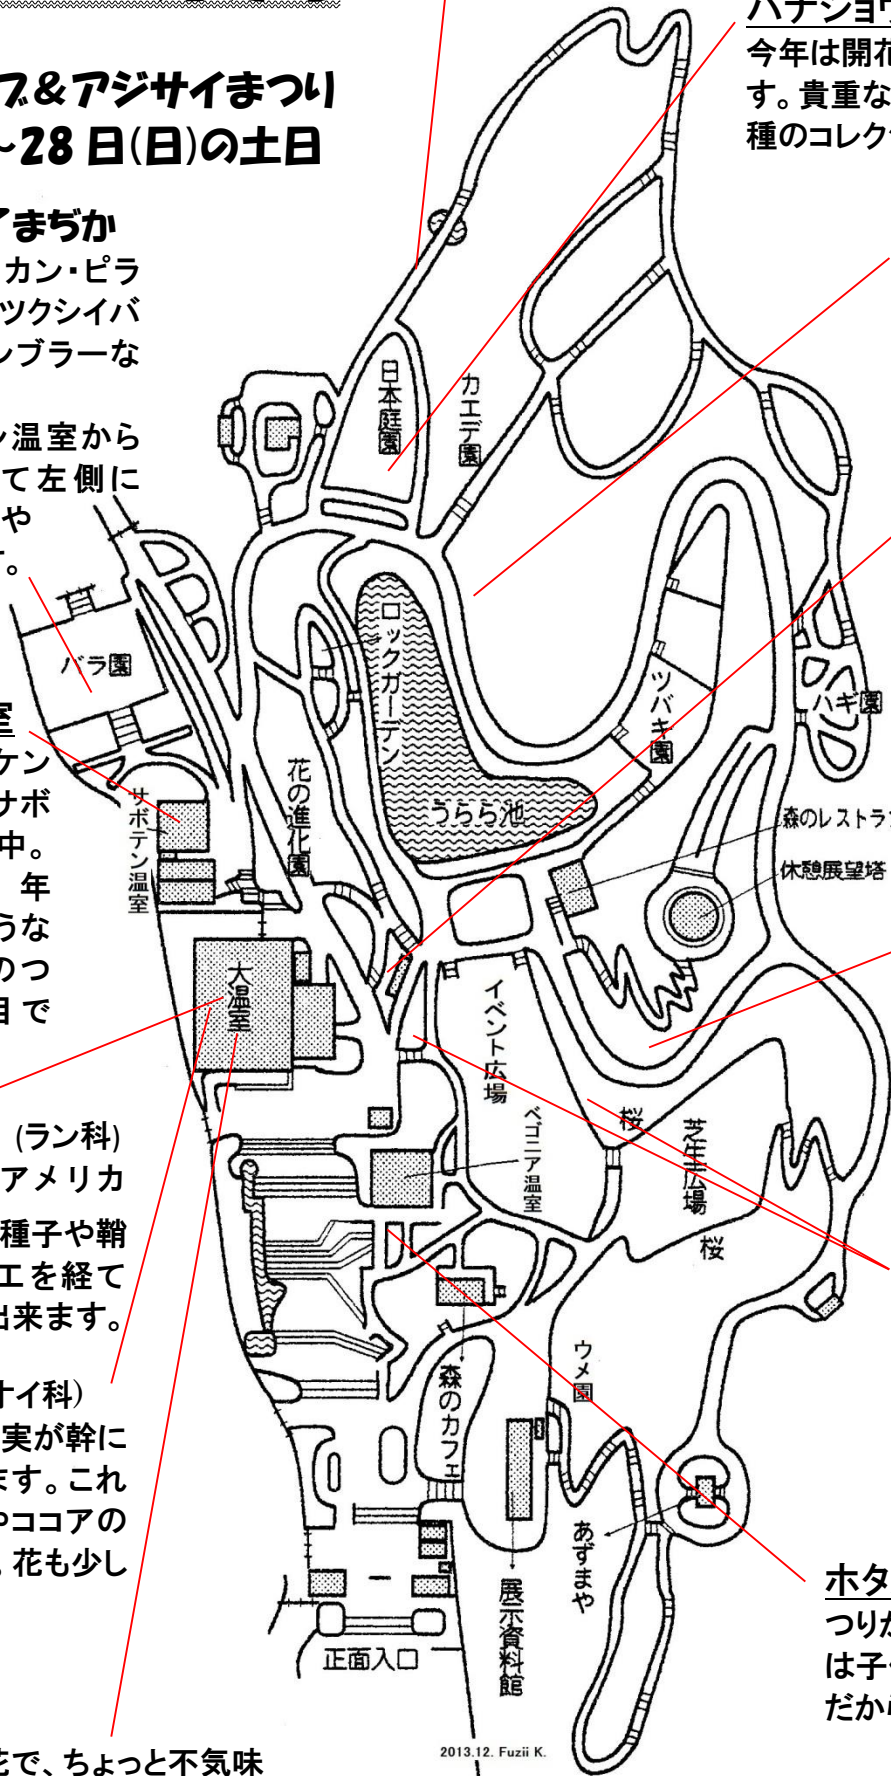 ブ&アジサイまつり
~28日(日)の土日
まぢか
カン・ピラ
ツクシイバ
ンブラーな
ン温室から
て左側に
や
。
ハナショウ
今年は開花
す。貴重な
種のコレク
日本庭園
カエデ園
バラ園
ロックガーデン
ツバキ園
ハギ園
うらら池
花の進化園
森のレストラ
休憩展望塔
室
ケン
サボ
中。
年
うな
のつ
目で
サボテン温室
大温室
イベント広場
ベゴニア温室
桜
芝生広場
桜
(ラン科)
アメリカ
種子や鞘
工を経て
出来ます。
ナイ科)
実が幹に
ます。これ
やココアの
。花も少し
森のカフェ
ウメ園
あずまや
展示資料館
正面入口
ホタ
つりが
は子
だから
花で、ちょっと不気味
2013.12. Fuzii K.